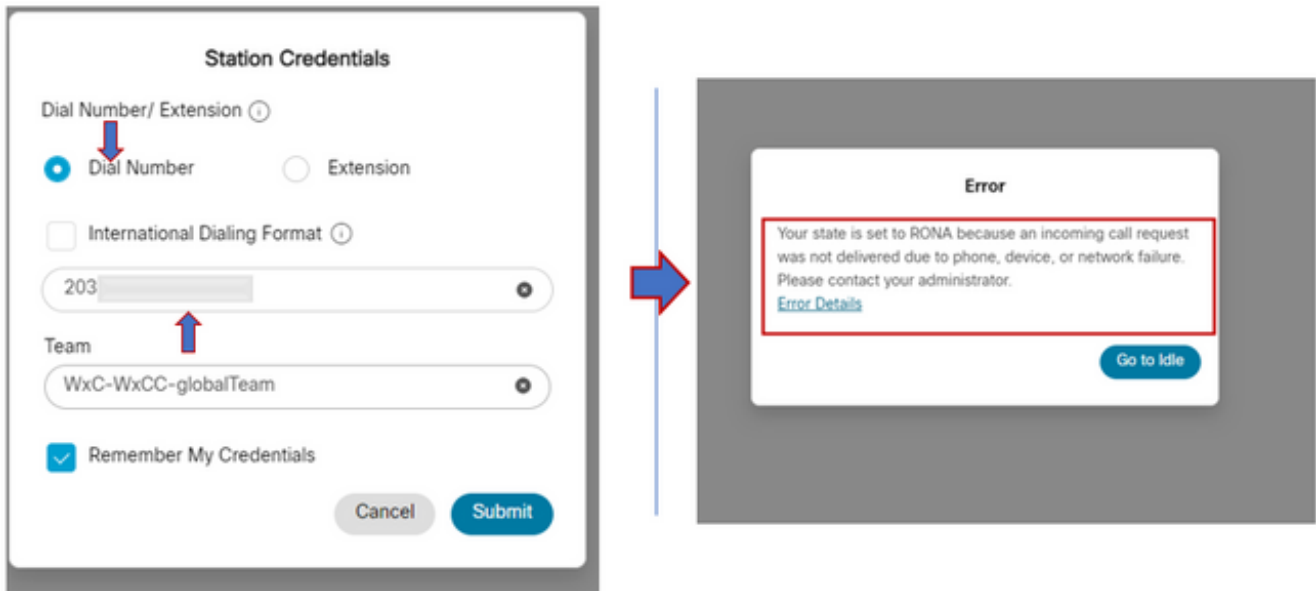 Station Credentials
Dial Number/ Extension
Dial Number
Extension
International Dialing Format
203
Team
WxC-WxCC-globalTeam
Remember My Credentials
Cancel
Submit
Error
Your state is set to RONA because an incoming call request
was not delivered due to phone, device, or network failure.
Please contact your administrator.
Error Details
Go to Idle